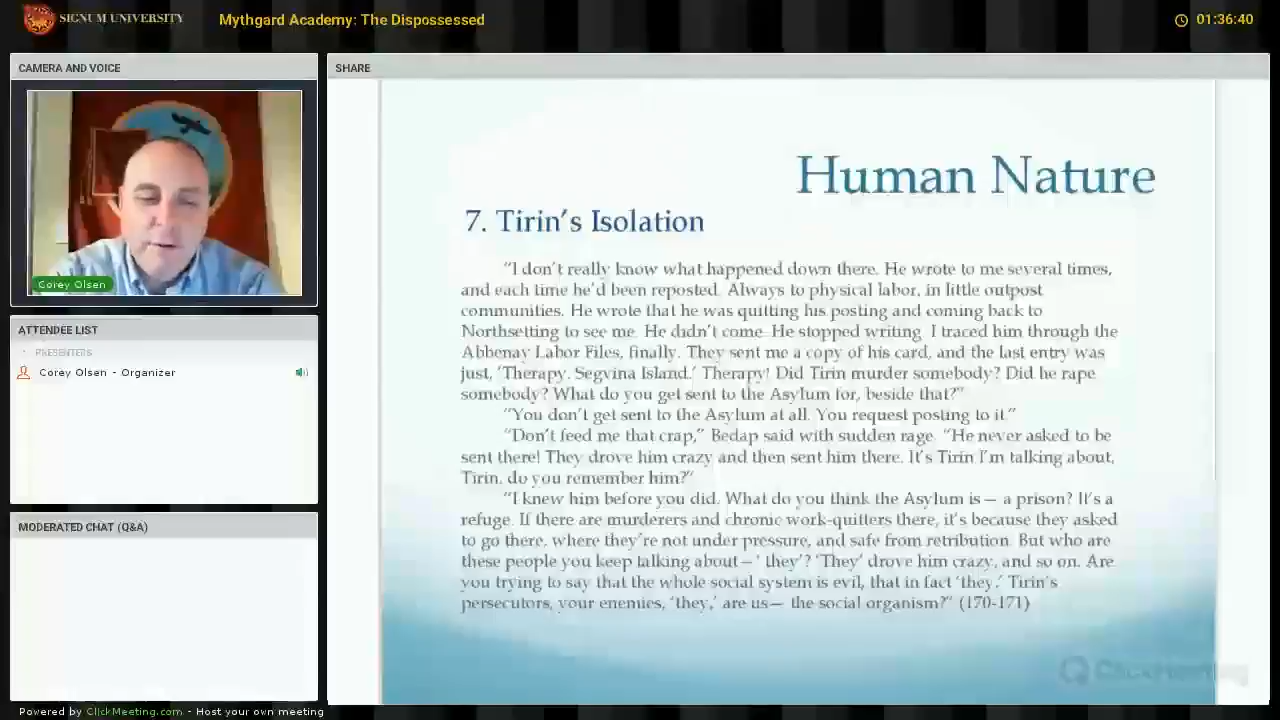 SIGNUM UNIVERSITY
Mythgard Academy: The Dispossessed
01:36:40
CAMERA AND VOICE
Corey Olsen
ATTENDEE LIST
PRESENTERS
Corey Olsen - Organizer
MODERATED CHAT (Q&A)
Powered by ClickMeeting.com - Host your own meeting
SHARE
Human Nature
7. Tirin's Isolation
“I don't really know what happened down there. He wrote to me several times,
and each time he'd been reposted. Always to physical labor, in little outpost
communities. He wrote that he was quitting his posting and coming back to
Northsetting to see me. He didn't come. He stopped writing. I traced him through the
Abbenay Labor Files, finally. They sent me a copy of his card, and the last entry was
just, ‘Therapy. Segvina Island.’ Therapy! Did Tirin murder somebody? Did he rape
somebody? What do you get sent to the Asylum for, beside that?”
“You don't get sent to the Asylum at all. You request posting to it.”
“Don't feed me that crap,” Bedap said with sudden rage. “He never asked to be
sent there! They drove him crazy and then sent him there. It's Tirin I'm talking about,
Tirin, do you remember him?”
“I knew him before you did. What do you think the Asylum is— a prison? It's a
refuge. If there are murderers and chronic work-quitters there, it's because they asked
to go there, where they're not under pressure, and safe from retribution. But who are
these people you keep talking about—‘ they’? ‘They’ drove him crazy, and so on. Are
you trying to say that the whole social system is evil, that in fact ‘they,’ Tirin's
persecutors, your enemies, ‘they,’ are us— the social organism?” (170-171)
ClickMeeting